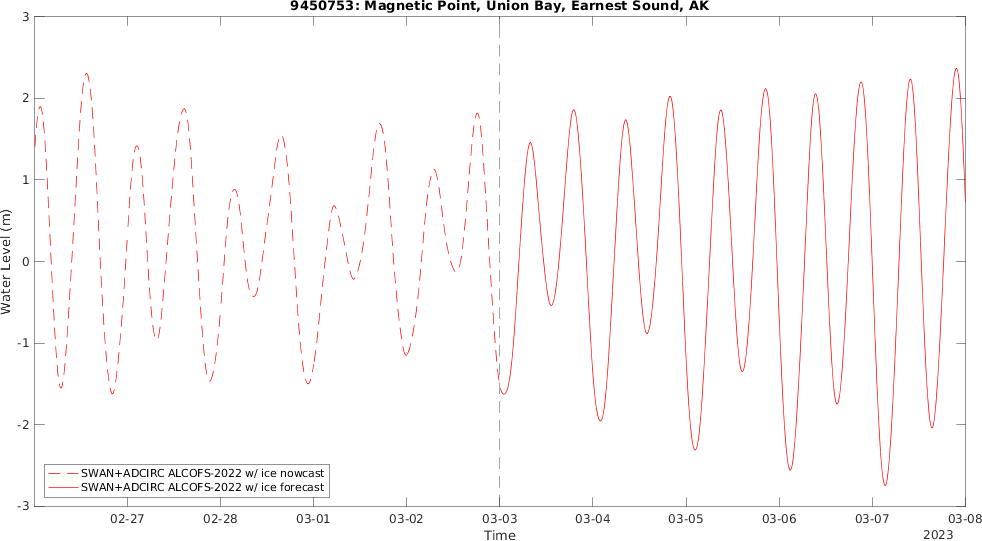 9450753: Magnetic Point, Union Bay, Earnest Sound, AK
3
2
1
0
-1
-2
-3
Water Level (m)
SWAN+ADCIRC ALCOFS-2022 w/ ice nowcast
SWAN+ADCIRC ALCOFS-2022 w/ ice forecast
02-27 02-28 03-01 03-02 03-03 03-04 03-05 03-06 03-07 03-08
Time
2023